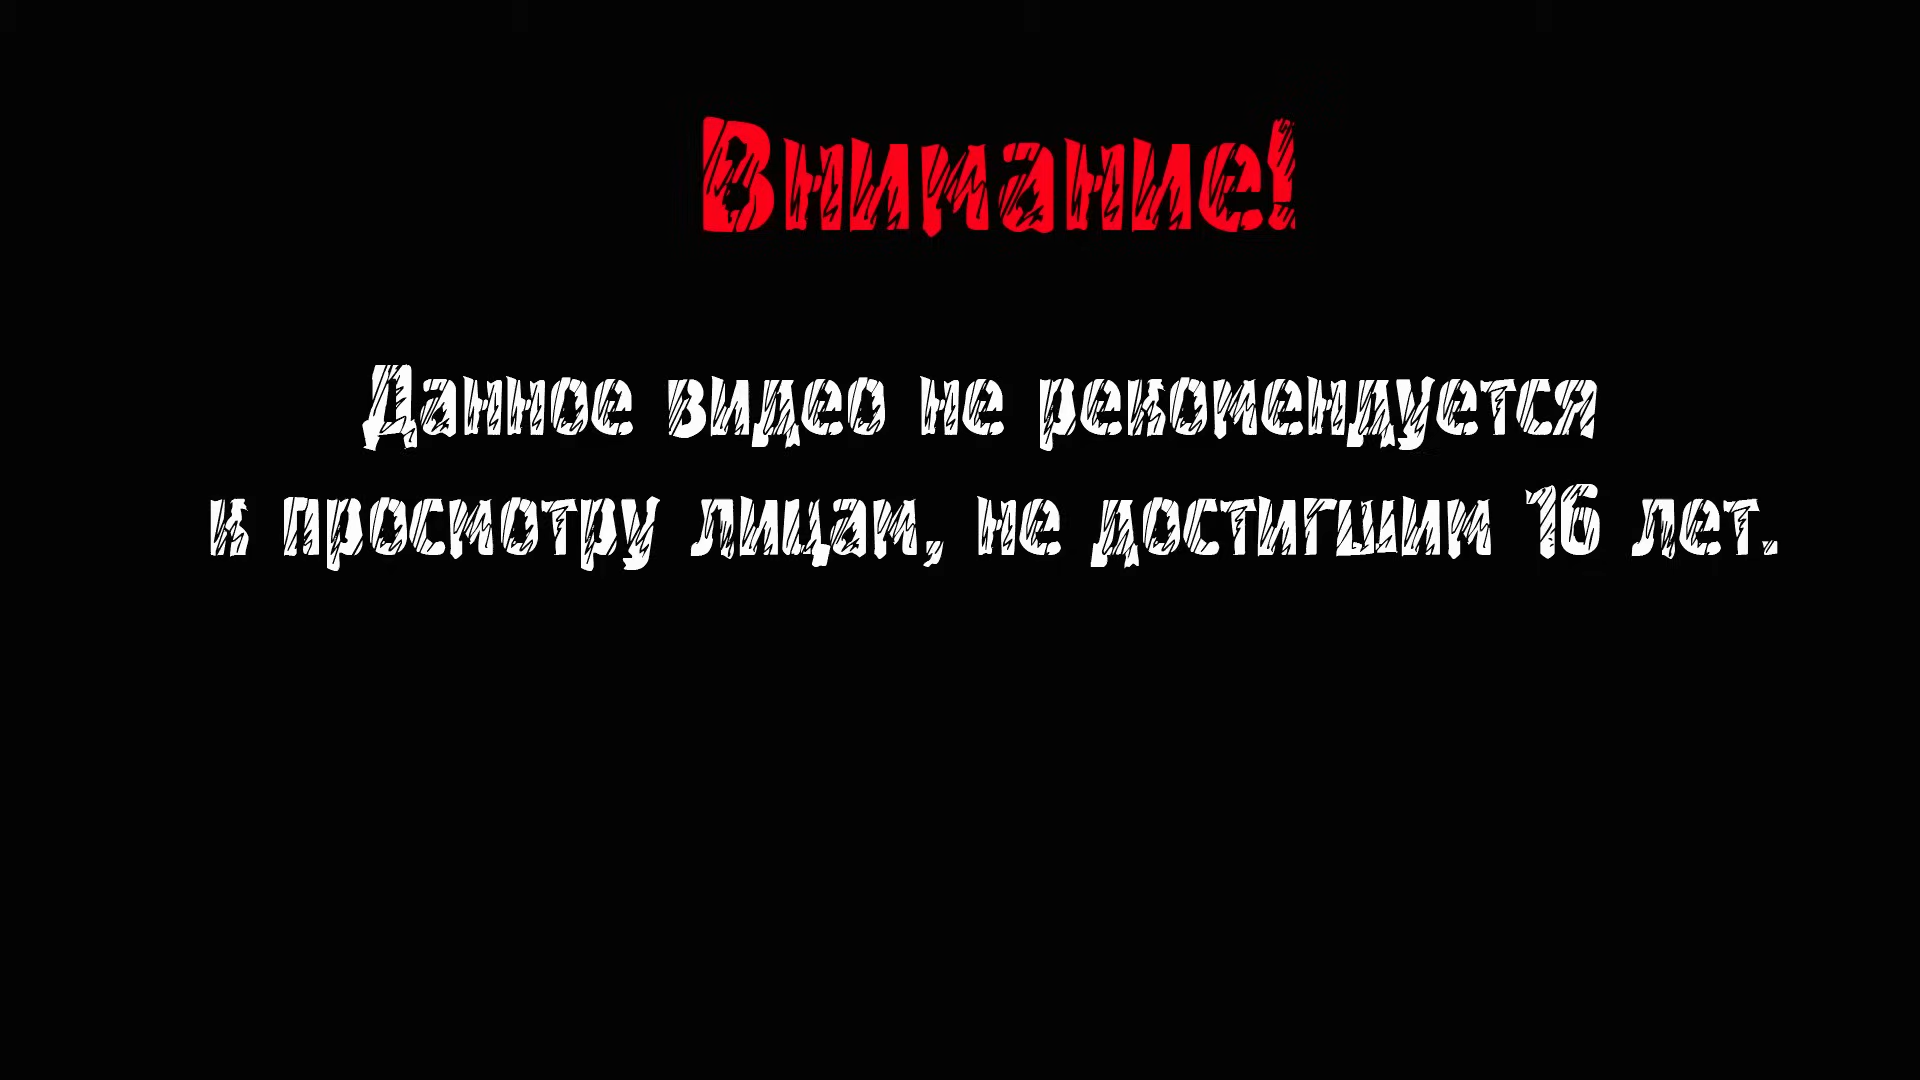 Внимание!
Данное видео не рекомендуется
к просмотру лицам, не достигшим 16 лет.